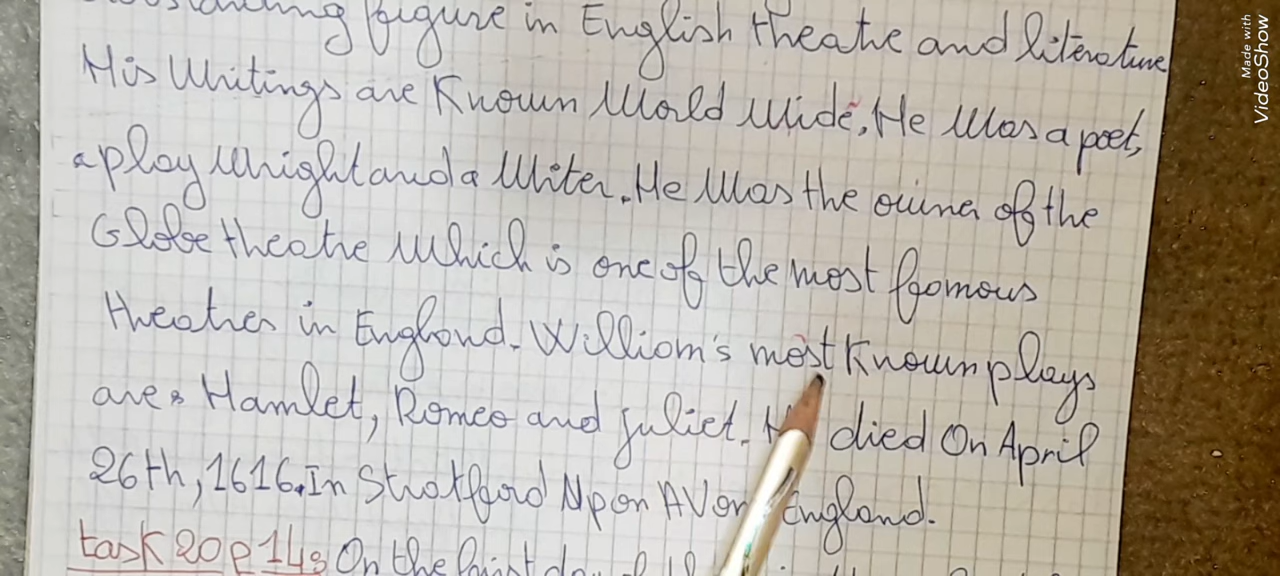 figure in English theatre and literature
His Writings are Known World Wide. He Was a poet,
a play Whright and a Writer. He Was the owner of the
Globe theatre Which is one of the most famous
theatres in England. William's most Known plays
are: Hamlet, Romeo and Juliet. died On April
26th, 1616. In Stratford Upon AVon England.
task 20 p 148 On the
Made with
VideoShow